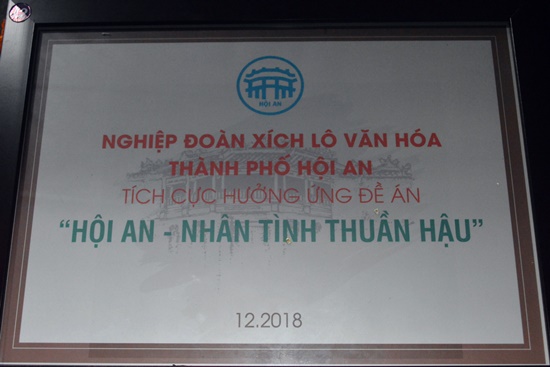 HỘI AN
NGHIỆP ĐOÀN XÍCH LÔ VĂN HÓA
THÀNH PHỐ HỘI AN
TÍCH CỰC HƯỞNG ỨNG ĐỀ ÁN
"HỘI AN - NHÂN TÌNH THUẦN HẬU"
12.2018